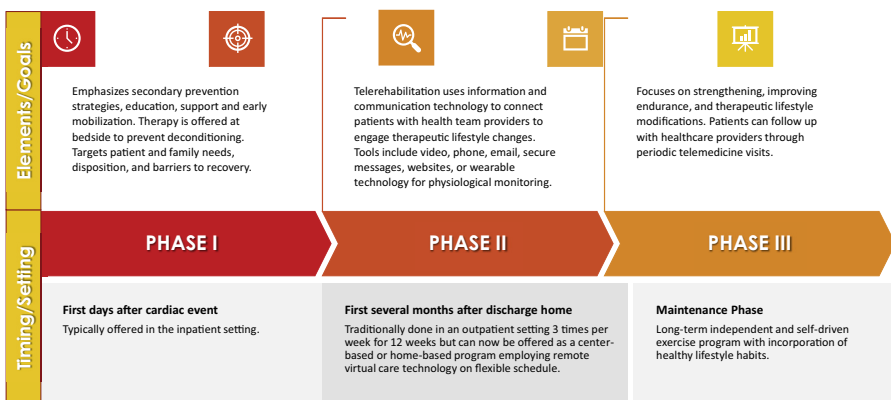 Elements/Goals
Emphasizes secondary prevention
strategies, education, support and early
mobilization. Therapy is offered at
bedside to prevent deconditioning.
Targets patient and family needs,
disposition, and barriers to recovery.
Telerehabilitation uses information and
communication technology to connect
patients with health team providers to
engage therapeutic lifestyle changes.
Tools include video, phone, email, secure
messages, websites, or wearable
technology for physiological monitoring.
Focuses on strengthening, improving
endurance, and therapeutic lifestyle
modifications. Patients can follow up
with healthcare providers through
periodic telemedicine visits.
PHASE I
PHASE II
PHASE III
Timing/Setting
First days after cardiac event
Typically offered in the inpatient setting.
First several months after discharge home
Traditionally done in an outpatient setting 3 times per
week for 12 weeks but can now be offered as a center-
based or home-based program employing remote
virtual care technology on flexible schedule.
Maintenance Phase
Long-term independent and self-driven
exercise program with incorporation of
healthy lifestyle habits.